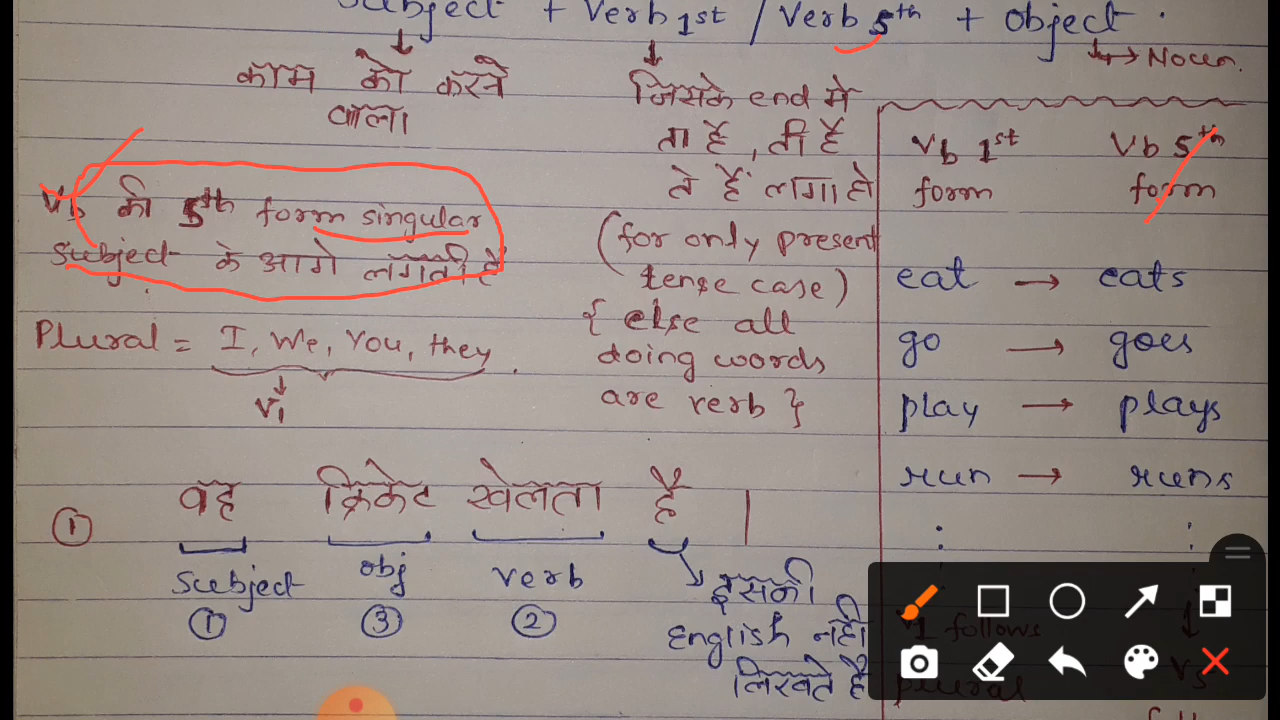 Subject + Verb 1st / Verb 5th + object.
→ Noun.
काम को करने
वाला
जिसके end में
ता है, ती है
ते हैं लगा हो
(for only present
tense case)
{ else all
doing words
are verb }
Vb की 5th form singular
subject के आगे लगती है
Plural = I, We, You, they.
V1
Vb 1st Vb 5th
form form
eat → eats
go → goes
play → plays
run → runs
① वह क्रिकेट खेलता है |
subject obj verb
① ③ ②
इसकी
English नही
लिखते है
V1 follows
plural